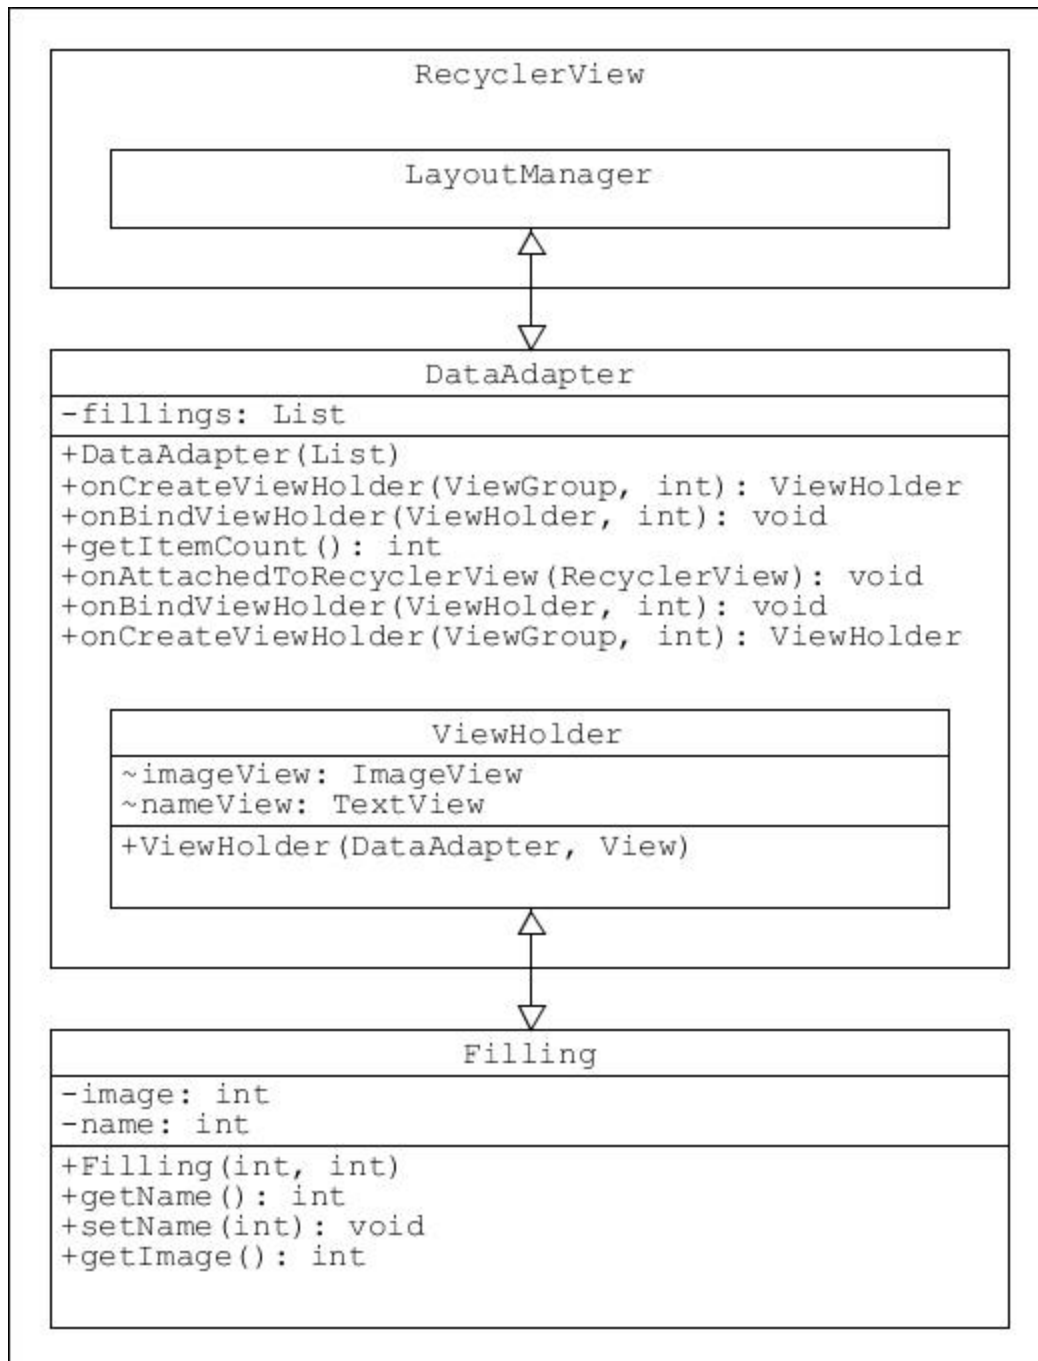 RecyclerView
LayoutManager
DataAdapter
-fillings: List
+DataAdapter(List)
+onCreateViewHolder(ViewGroup, int): ViewHolder
+onBindViewHolder(ViewHolder, int): void
+getItemCount(): int
+onAttachedToRecyclerView(RecyclerView): void
+onBindViewHolder(ViewHolder, int): void
+onCreateViewHolder(ViewGroup, int): ViewHolder
ViewHolder
~imageView: ImageView
~nameView: TextView
+ViewHolder(DataAdapter, View)
Filling
-image: int
-name: int
+Filling(int, int)
+getName(): int
+setName(int): void
+getImage(): int